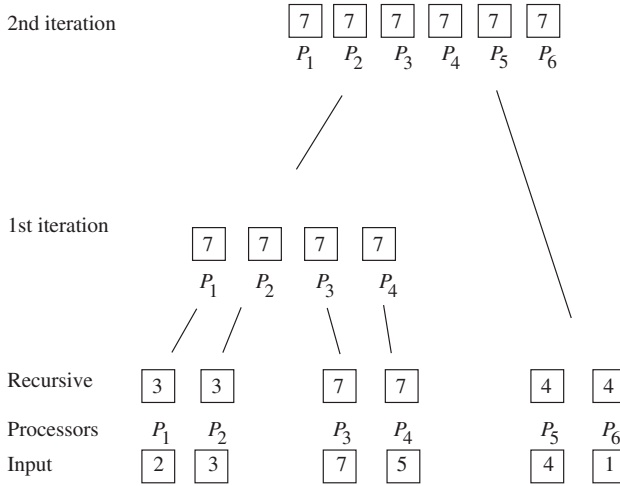 2nd iteration 7 7 7 7 7 7
P1 P2 P3 P4 P5 P6
1st iteration 7 7 7 7
P1 P2 P3 P4
Recursive 3 3 7 7 4 4
Processors P1 P2 P3 P4 P5 P6
Input 2 3 7 5 4 1